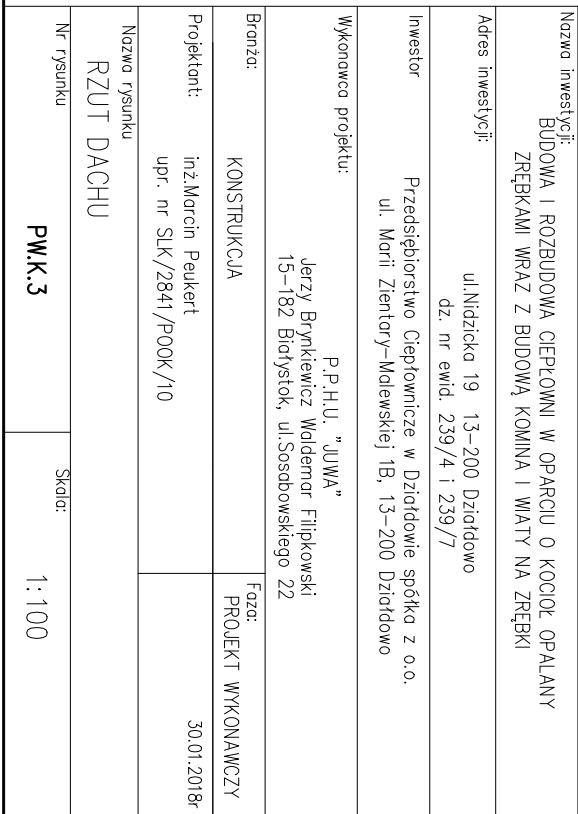 Nazwa inwestycji:
BUDOWA I ROZBUDOWA CIEPŁOWNI W OPARCIU O KOCIOŁ OPALANY
ZRĘBKAMI WRAZ Z BUDOWĄ KOMINA I WIATY NA ZRĘBKI
Adres inwestycji:
ul.Nidzicka 19 13-200 Działdowo
dz. nr ewid. 239/4 i 239/7
Inwestor
Przedsiębiorstwo Ciepłownicze w Działdowie spółka z o.o.
ul. Marii Zientary-Malewskiej 1B, 13-200 Działdowo
Wykonawca projektu:
P.P.H.U. "JUWA"
Jerzy Brynkiewicz Waldemar Filipkowski
15-182 Białystok, ul.Sosabowskiego 22
Branża:
KONSTRUKCJA
Faza:
PROJEKT WYKONAWCZY
Projektant:
inż.Marcin Peukert
upr. nr SLK/2841/POOK/10
30.01.2018r
Nazwa rysunku
RZUT DACHU
Nr rysunku
PW.K.3
Skala:
1:100